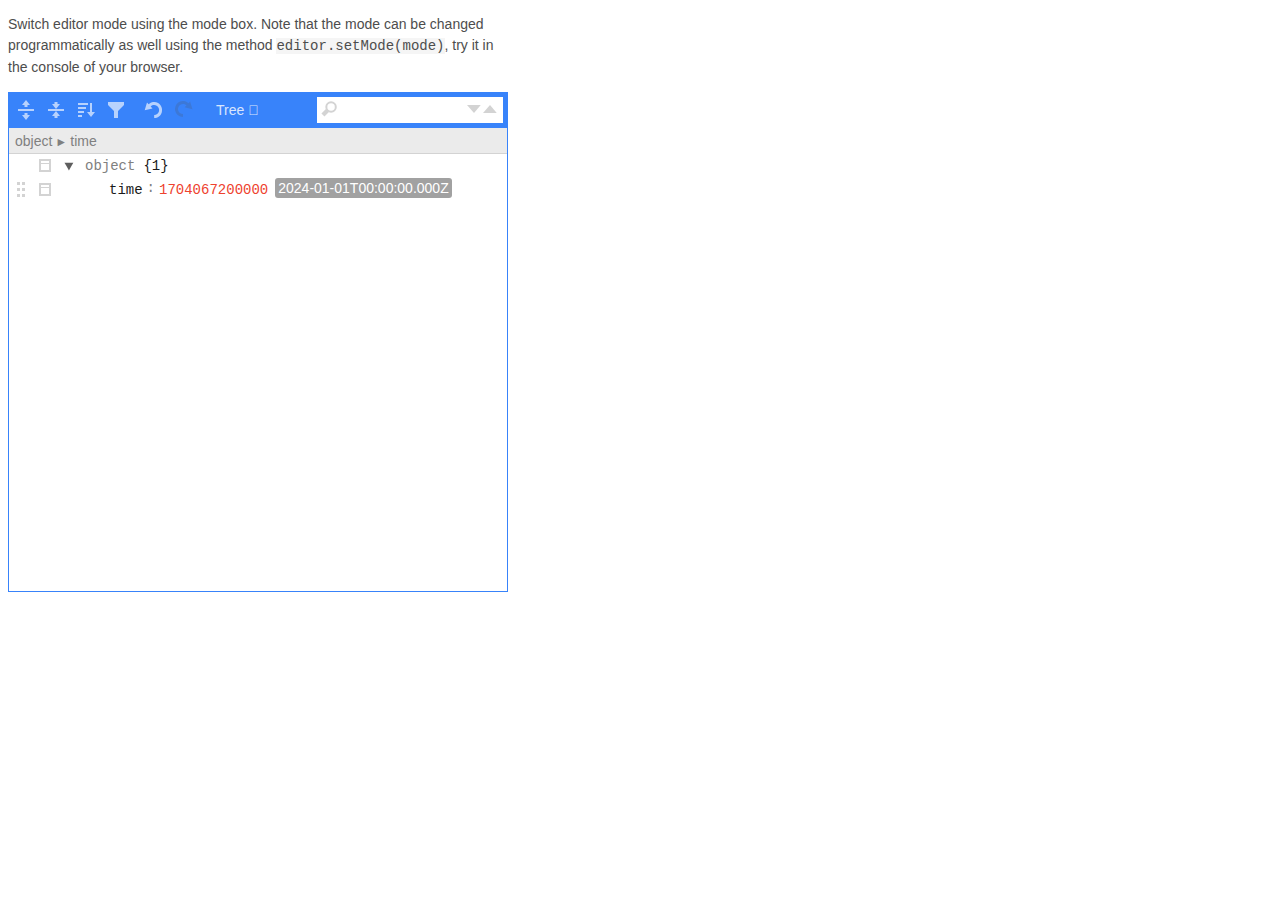 Switch editor mode using the mode box. Note that the mode can be changed
programmatically as well using the method editor.setMode(mode), try it in
the console of your browser.
Tree
object ► time
object {1}
time : 1704067200000 2024-01-01T00:00:00.000Z